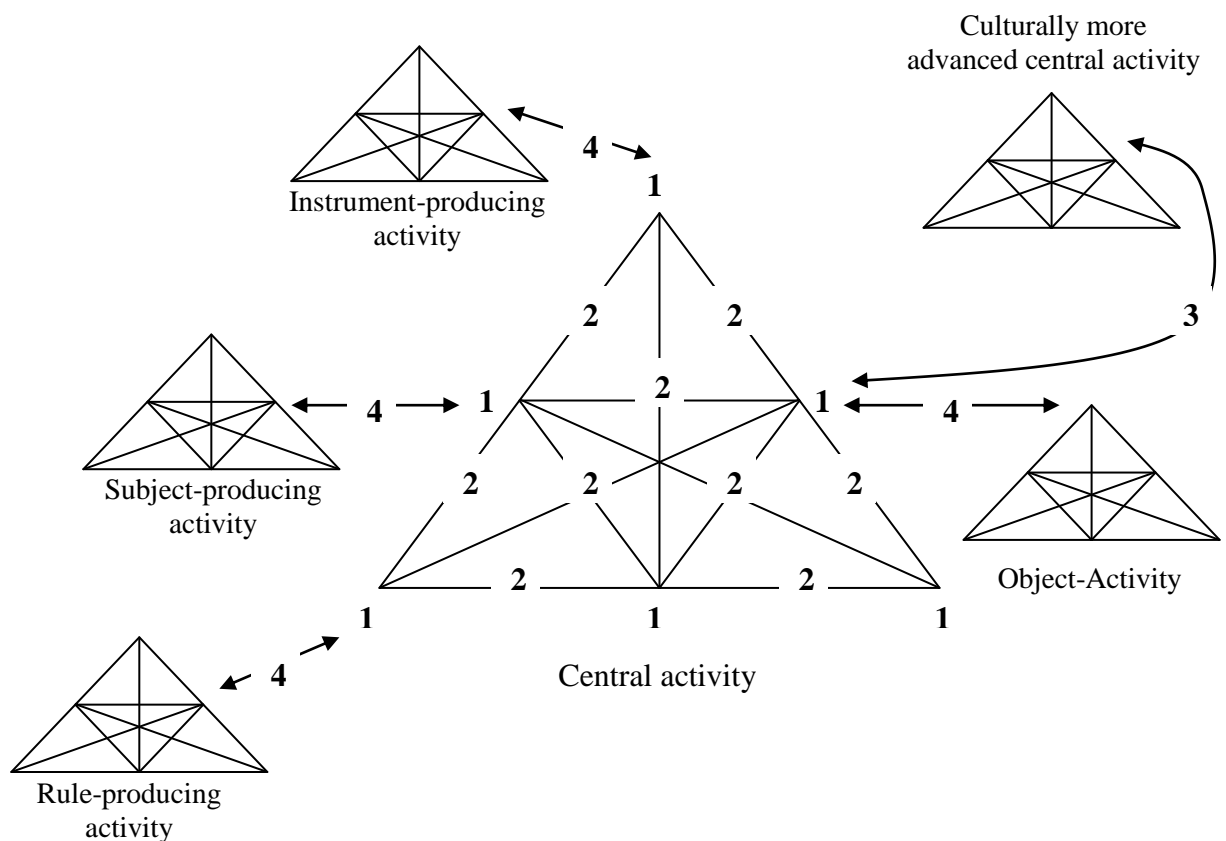 Culturally more
advanced central activity
4
1
Instrument-producing
activity
2 2
3
2
1 1
4 4
Subject-producing
activity
2 2 2 2
Object-Activity
2 2
1 1 1
4
Central activity
Rule-producing
activity